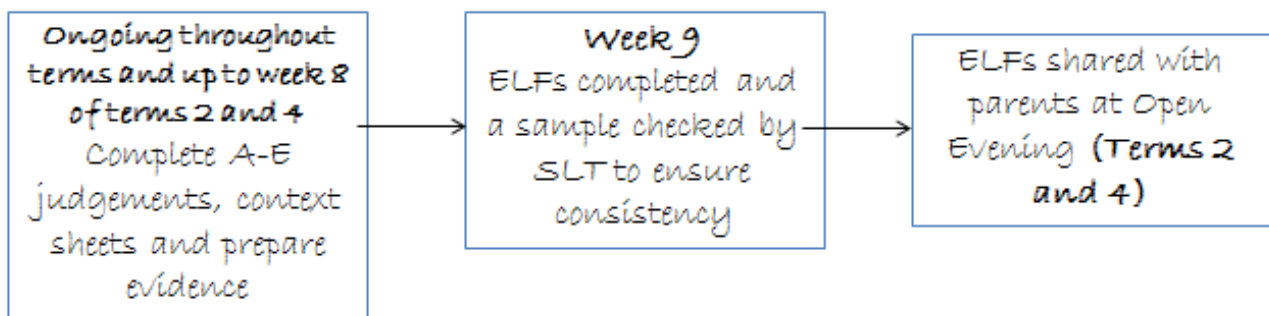 Ongoing throughout
terms and up to week 8
of terms 2 and 4
Complete A-E
judgements, context
sheets and prepare
evidence
Week 9
ELFs completed and
a sample checked by
SLT to ensure
consistency
ELFs shared with
parents at Open
Evening (Terms 2
and 4)